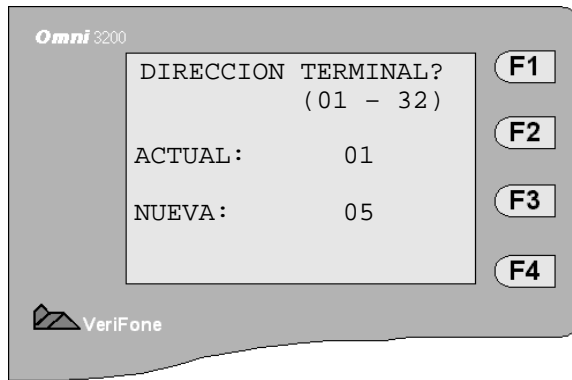 Omni 3200
DIRECCION TERMINAL?
(01 – 32)
ACTUAL: 01
NUEVA: 05
F1
F2
F3
F4
VeriFone